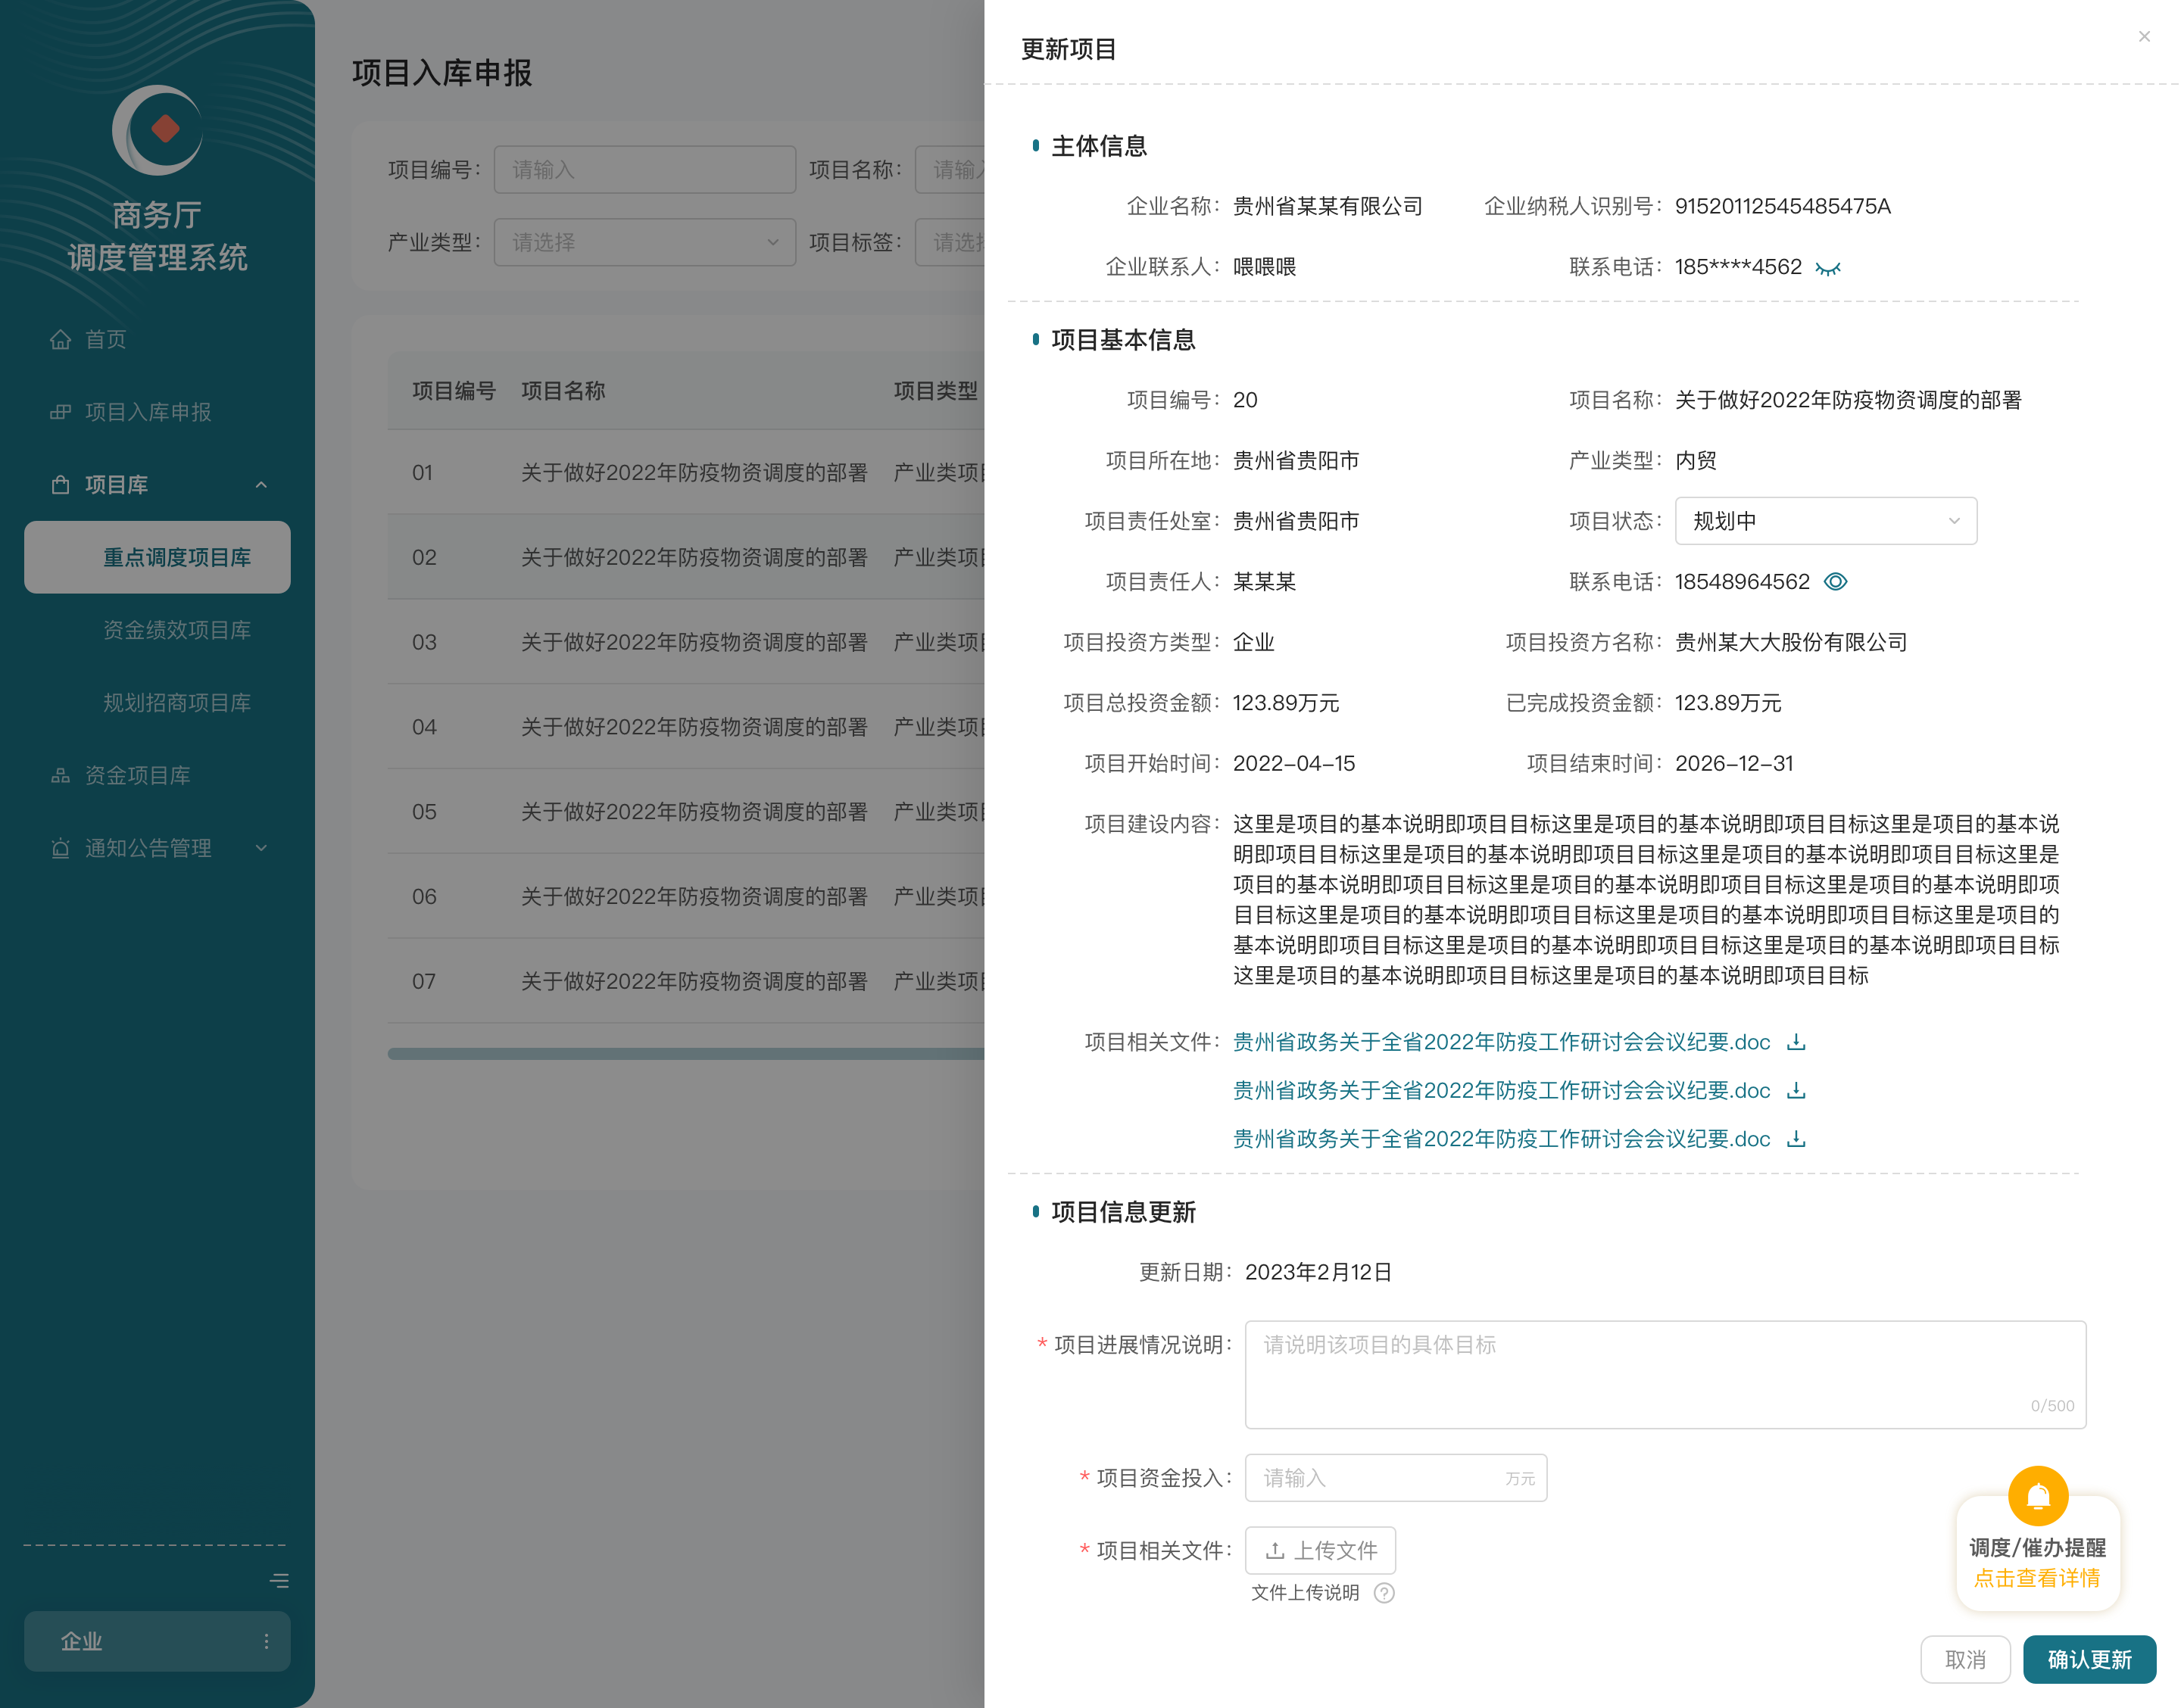 商务厅
调度管理系统
首页
项目入库申报
项目库
重点调度项目库
资金绩效项目库
规划招商项目库
资金项目库
通知公告管理
企业
项目入库申报
项目编号： 请输入 项目名称： 请输入
产业类型： 请选择 项目标签： 请选择
项目编号 项目名称 项目类型
01 关于做好2022年防疫物资调度的部署 产业类项目
02 关于做好2022年防疫物资调度的部署 产业类项目
03 关于做好2022年防疫物资调度的部署 产业类项目
04 关于做好2022年防疫物资调度的部署 产业类项目
05 关于做好2022年防疫物资调度的部署 产业类项目
06 关于做好2022年防疫物资调度的部署 产业类项目
07 关于做好2022年防疫物资调度的部署 产业类项目
更新项目
主体信息
企业名称： 贵州省某某有限公司 企业纳税人识别号： 91520112545485475A
企业联系人： 喂喂喂 联系电话： 185****4562
项目基本信息
项目编号： 20 项目名称： 关于做好2022年防疫物资调度的部署
项目所在地： 贵州省贵阳市 产业类型： 内贸
项目责任处室： 贵州省贵阳市 项目状态： 规划中
项目责任人： 某某某 联系电话： 18548964562
项目投资方类型： 企业 项目投资方名称： 贵州某大大股份有限公司
项目总投资金额： 123.89万元 已完成投资金额： 123.89万元
项目开始时间： 2022-04-15 项目结束时间： 2026-12-31
项目建设内容： 这里是项目的基本说明即项目目标这里是项目的基本说明即项目目标这里是项目的基本说
明即项目目标这里是项目的基本说明即项目目标这里是项目的基本说明即项目目标这里是
项目的基本说明即项目目标这里是项目的基本说明即项目目标这里是项目的基本说明即项
目目标这里是项目的基本说明即项目目标这里是项目的基本说明即项目目标这里是项目的
基本说明即项目目标这里是项目的基本说明即项目目标这里是项目的基本说明即项目目标
这里是项目的基本说明即项目目标这里是项目的基本说明即项目目标
项目相关文件： 贵州省政务关于全省2022年防疫工作研讨会会议纪要.doc
贵州省政务关于全省2022年防疫工作研讨会会议纪要.doc
贵州省政务关于全省2022年防疫工作研讨会会议纪要.doc
项目信息更新
更新日期： 2023年2月12日
* 项目进展情况说明： 请说明该项目的具体目标
0/500
* 项目资金投入： 请输入 万元
* 项目相关文件： 上传文件
文件上传说明 ?
调度/催办提醒
点击查看详情
取消 确认更新